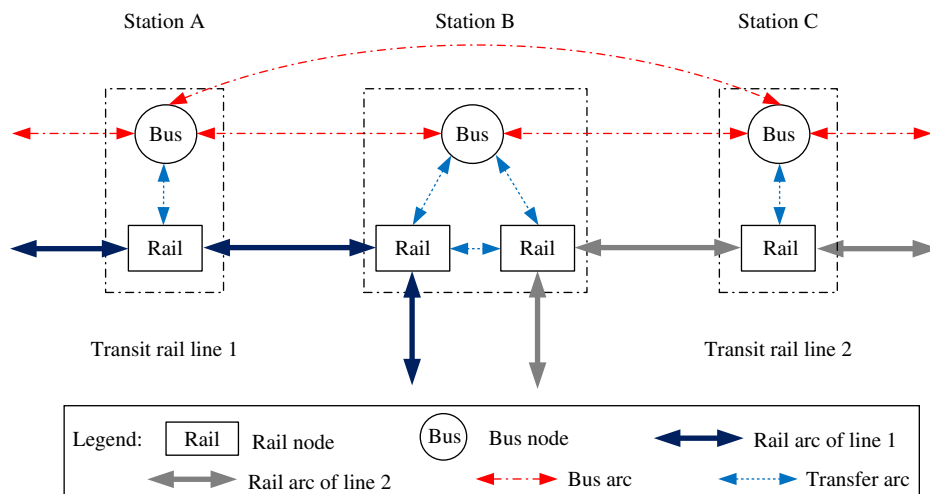 Station A Station B Station C
Bus Bus Bus
Rail Rail Rail Rail
Transit rail line 1 Transit rail line 2
Legend: Rail Rail node Bus Bus node Rail arc of line 1
Rail arc of line 2 Bus arc Transfer arc